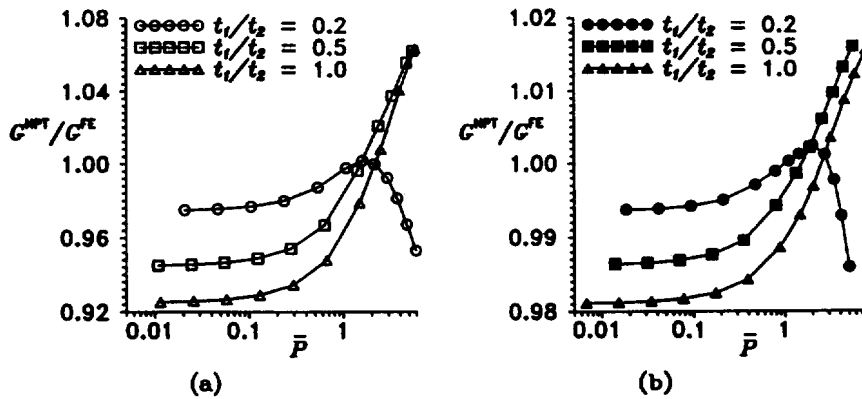 1.08
t₁/t₂ = 0.2
t₁/t₂ = 0.5
t₁/t₂ = 1.0
1.04
G^NPT/G^FE
1.00
0.96
0.92
0.01 0.1 1
P̄
(a)
1.02
t₁/t₂ = 0.2
t₁/t₂ = 0.5
t₁/t₂ = 1.0
1.01
G^NPT/G^FE
1.00
0.99
0.98
0.01 0.1 1
P̄
(b)